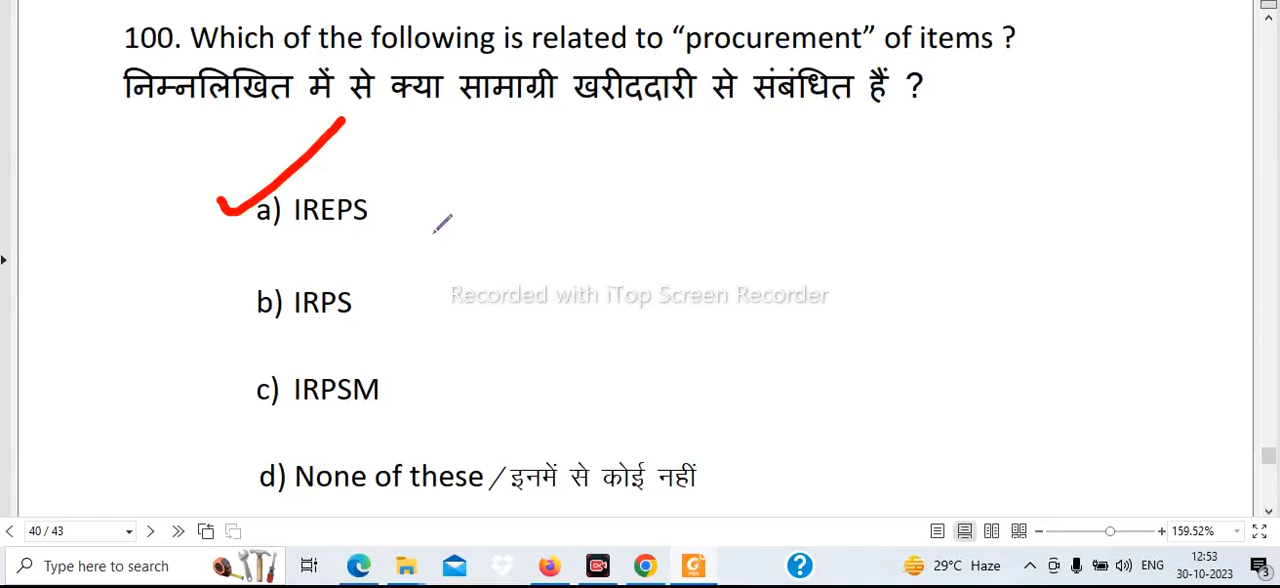 100. Which of the following is related to “procurement” of items ?
निम्नलिखित में से क्या सामाग्री खरीददारी से संबंधित हैं ?
a) IREPS
Recorded with iTop Screen Recorder
b) IRPS
c) IRPSM
d) None of these/इनमें से कोई नहीं
40 / 43
159.52%
Type here to search
29°C Haze
ENG
12:53
30-10-2023
3